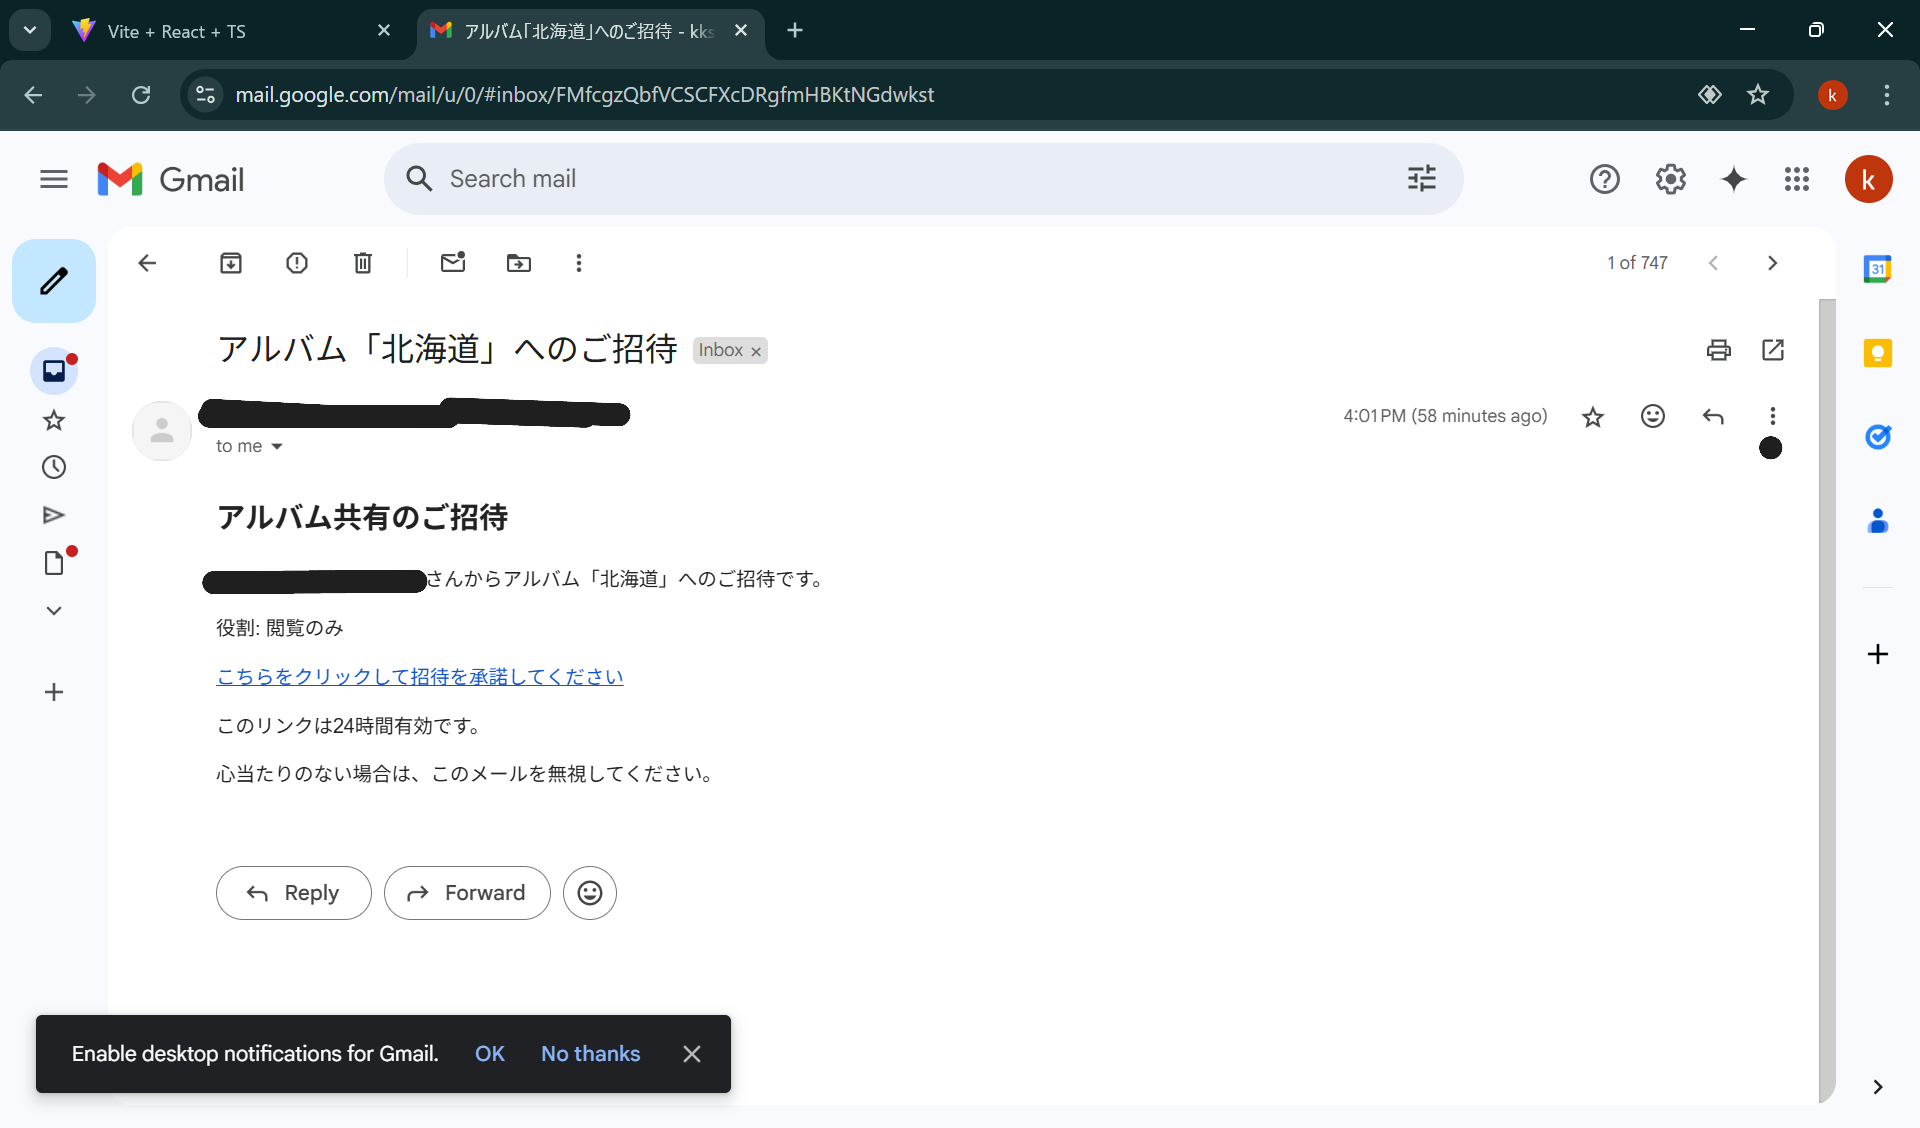 Vite + React + TS
アルバム「北海道」へのご招待 - kks
mail.google.com/mail/u/0/#inbox/FMfcgzQbfVCSCFXcDRgfmHBKtNGdwkst
k
Gmail
Search mail
k
1 of 747
31
アルバム「北海道」へのご招待
Inbox ×
4:01 PM (58 minutes ago)
to me
アルバム共有のご招待
さんからアルバム「北海道」へのご招待です。
役割: 閲覧のみ
こちらをクリックして招待を承諾してください
このリンクは24時間有効です。
心当たりのない場合は、このメールを無視してください。
Reply
Forward
Enable desktop notifications for Gmail.
OK
No thanks